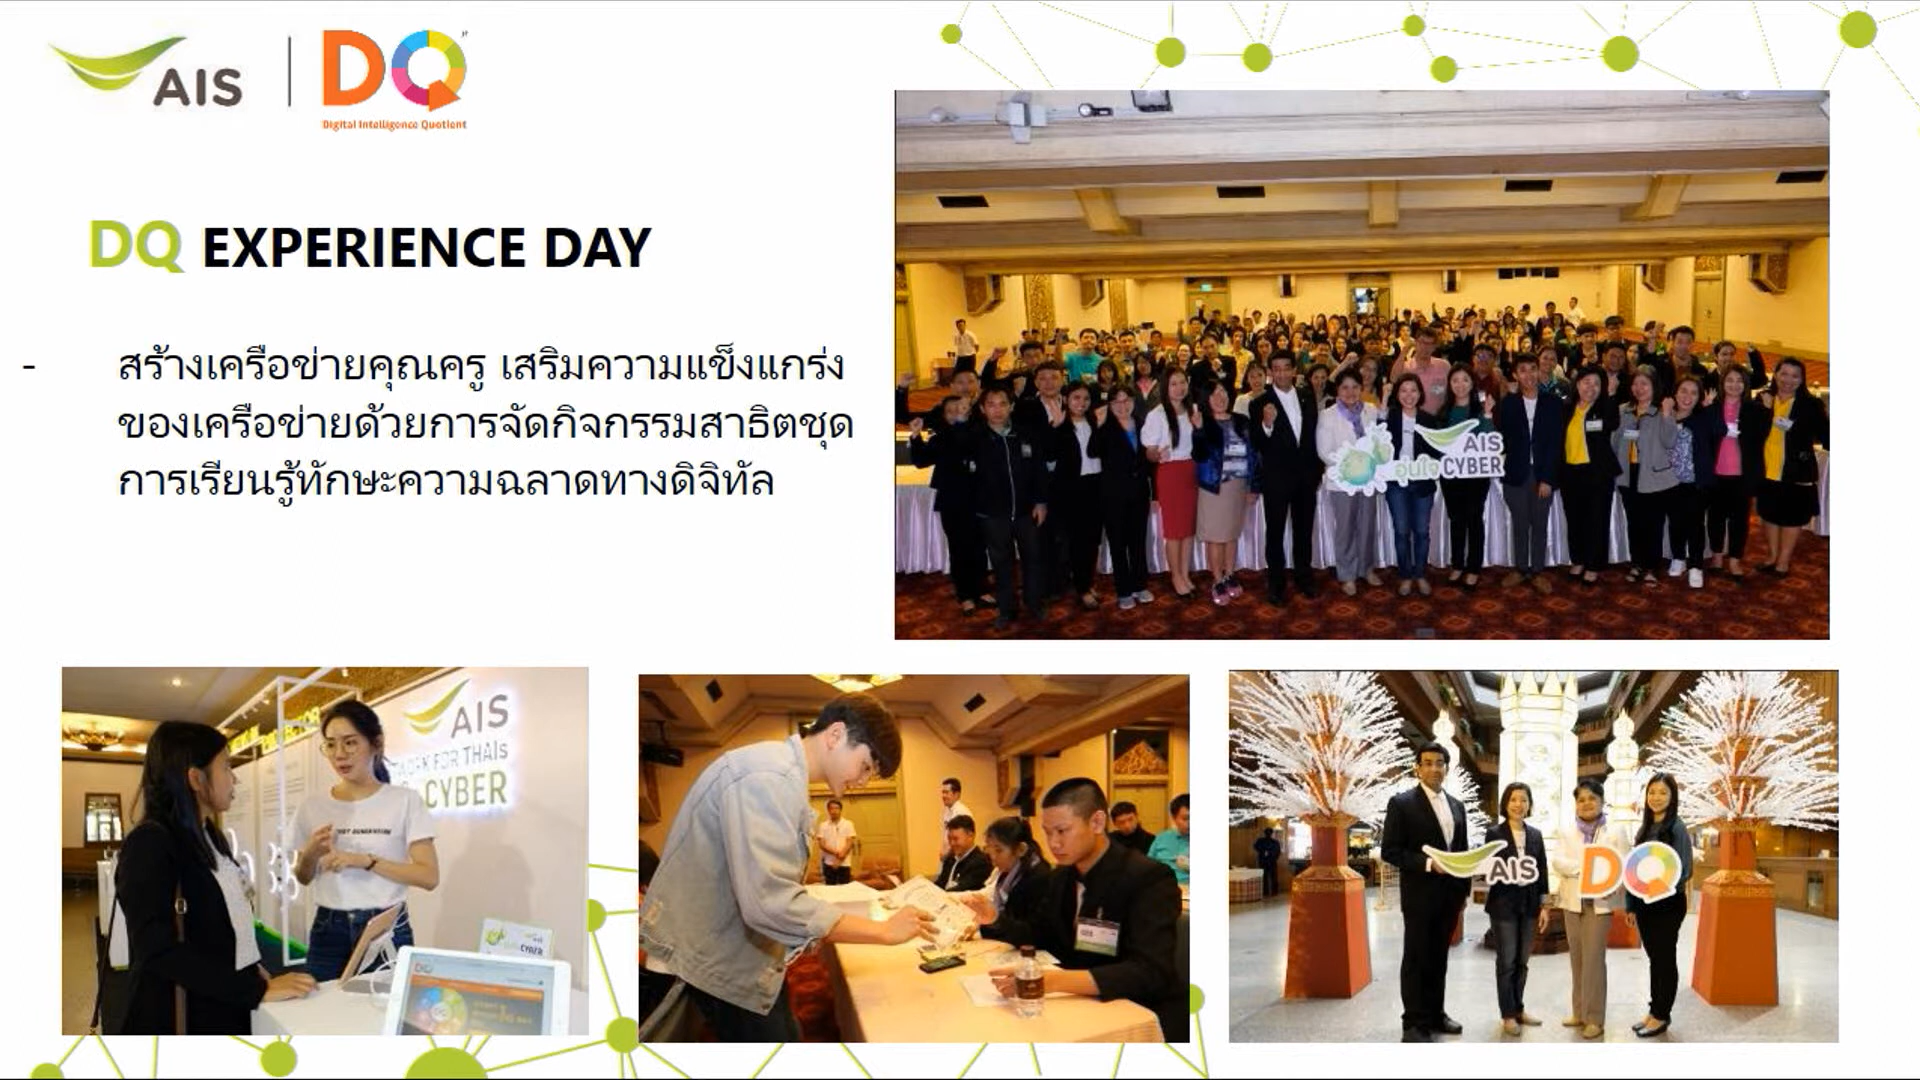 AIS
DQ
Digital Intelligence Quotient
DQ EXPERIENCE DAY
- สร้างเครือข่ายคุณครู เสริมความแข็งแกร่ง
ของเครือข่ายด้วยการจัดกิจกรรมสาธิตชุด
การเรียนรู้ทักษะความฉลาดทางดิจิทัล
AIS
อุ่นใจ CYBER
AIS
FOR THAIs
CYBER
CYBER
DQ
AIS DQ